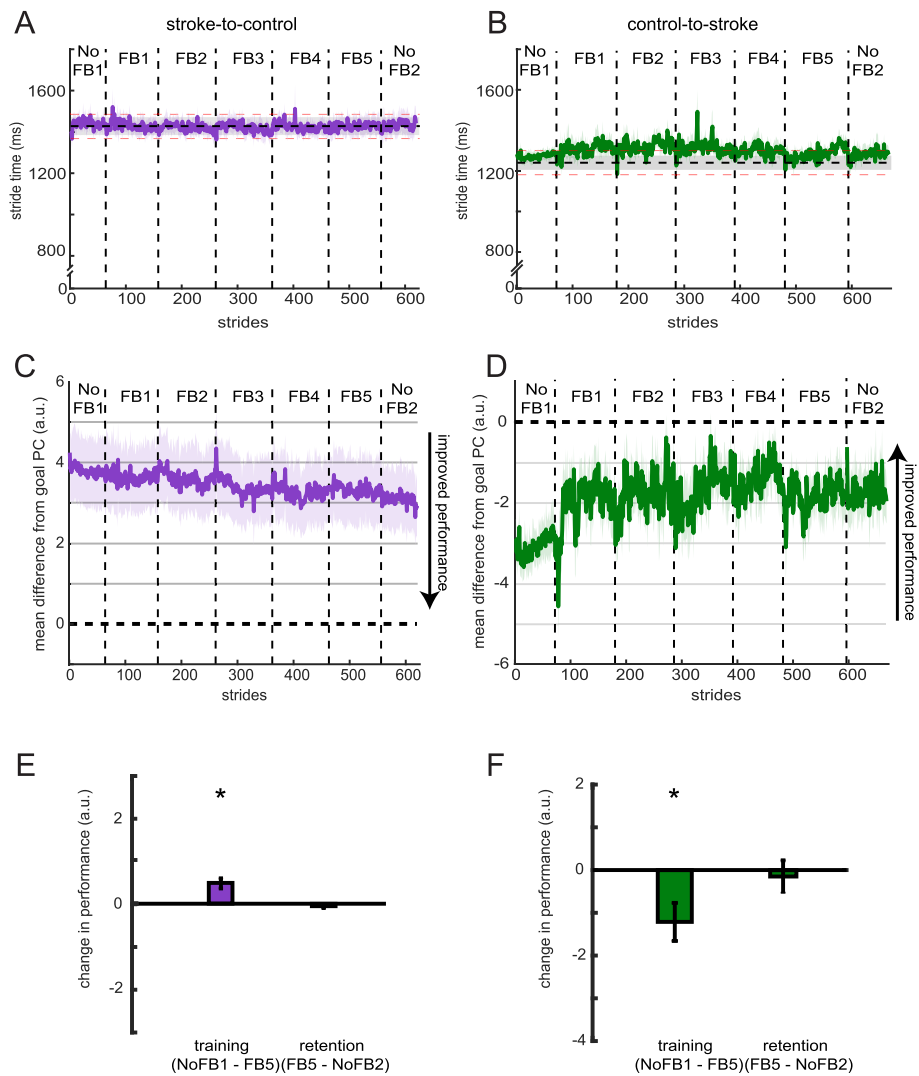 A
stroke-to-control
No
FB1
FB1
FB2
FB3
FB4
FB5
No
FB2
stride time (ms)
1600
1200
800
0
0
100
200
300
400
500
600
strides
B
control-to-stroke
No
FB1
FB1
FB2
FB3
FB4
FB5
No
FB2
stride time (ms)
1600
1200
800
0
0
100
200
300
400
500
600
strides
C
No
FB1
FB1
FB2
FB3
FB4
FB5
No
FB2
mean difference from goal PC (a.u.)
6
4
2
0
0
100
200
300
400
500
600
strides
improved performance
D
No
FB1
FB1
FB2
FB3
FB4
FB5
No
FB2
mean difference from goal PC (a.u.)
0
-2
-4
-6
0
100
200
300
400
500
600
strides
improved performance
E
change in performance (a.u.)
2
0
-2
*
training
(NoFB1 - FB5)
retention
(FB5 - NoFB2)
F
change in performance (a.u.)
2
0
-2
-4
*
training
(NoFB1 - FB5)
retention
(FB5 - NoFB2)